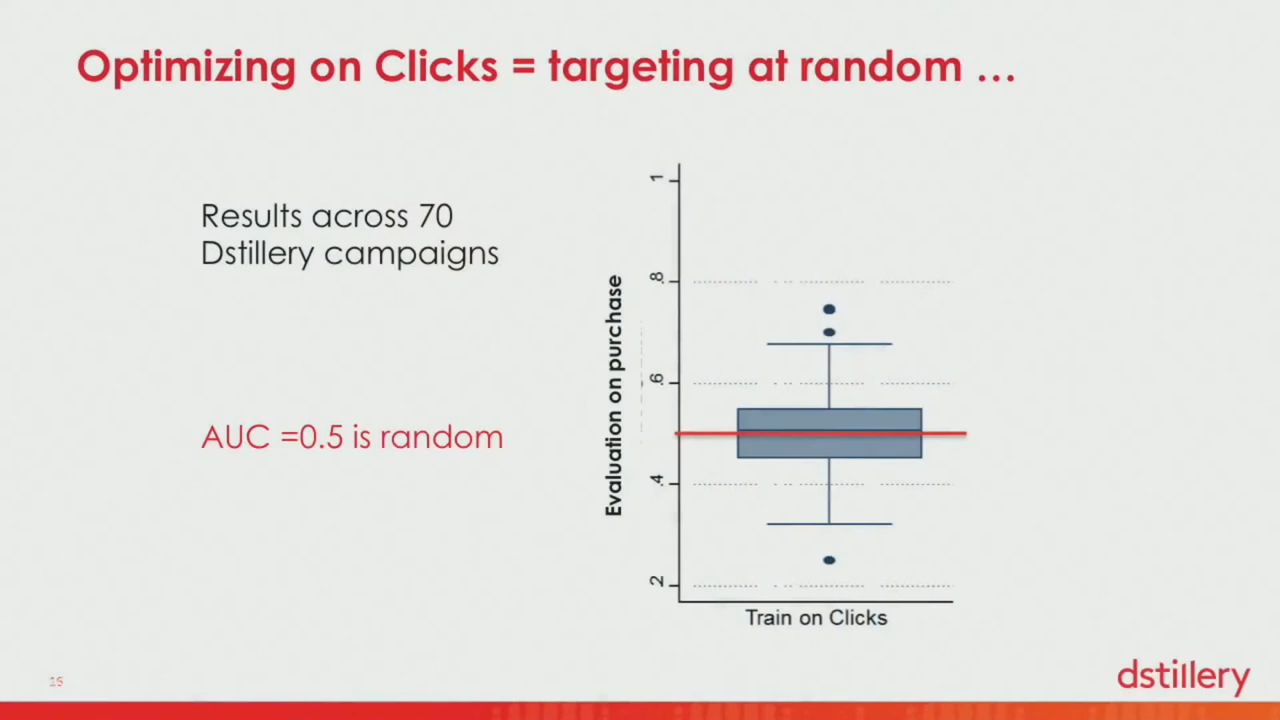 Optimizing on Clicks = targeting at random ...
Results across 70
Dstillery campaigns
AUC =0.5 is random
Evaluation on purchase
1
.8
.6
.4
.2
Train on Clicks
dstillery